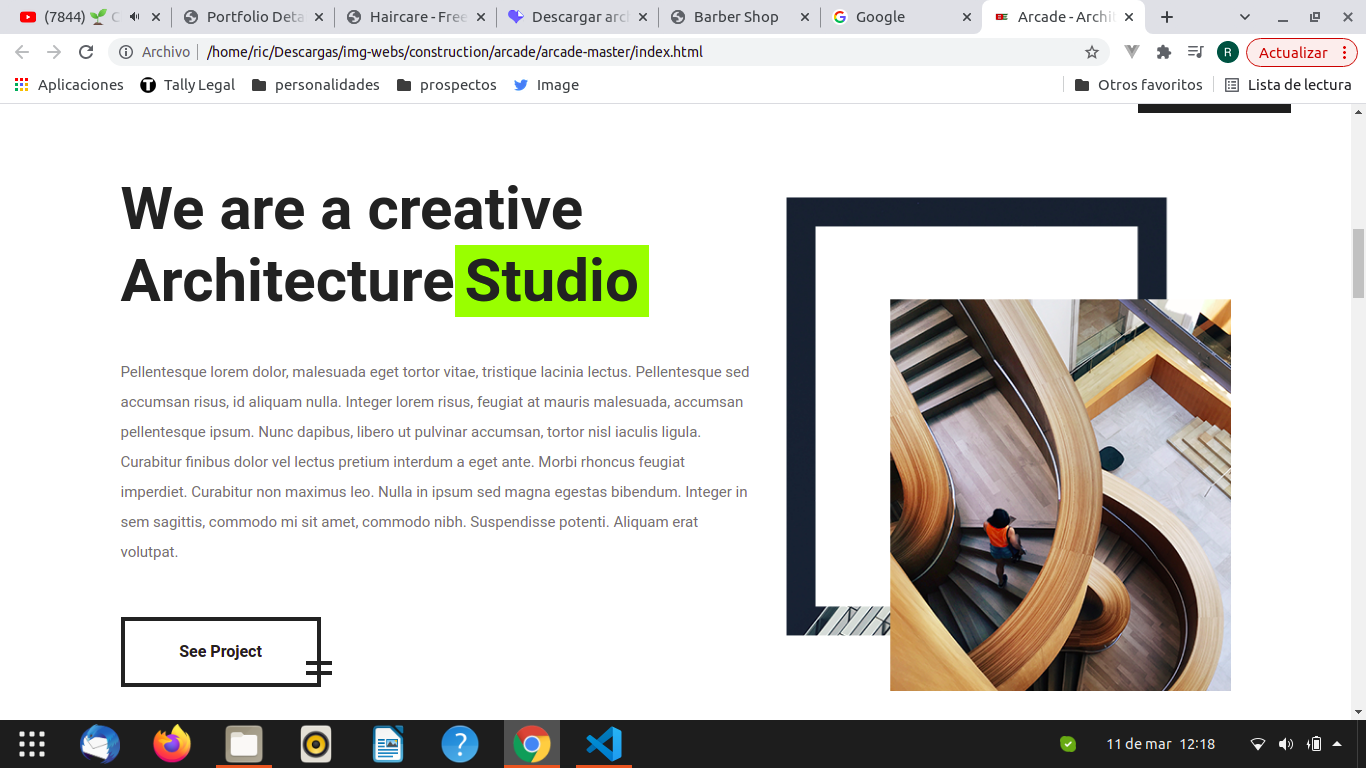 (7844) 🌱 C
Portfolio Deta
Haircare - Free
Descargar arc
Barber Shop
Google
Arcade - Archi
Archivo
/home/ric/Descargas/img-webs/construction/arcade/arcade-master/index.html
R
Actualizar
Aplicaciones
Tally Legal
personalidades
prospectos
Image
Otros favoritos
Lista de lectura
We are a creative
Architecture Studio
Pellentesque lorem dolor, malesuada eget tortor vitae, tristique lacinia lectus. Pellentesque sed
accumsan risus, id aliquam nulla. Integer lorem risus, feugiat at mauris malesuada, accumsan
pellentesque ipsum. Nunc dapibus, libero ut pulvinar accumsan, tortor nisl iaculis ligula.
Curabitur finibus dolor vel lectus pretium interdum a eget ante. Morbi rhoncus feugiat
imperdiet. Curabitur non maximus leo. Nulla in ipsum sed magna egestas bibendum. Integer in
sem sagittis, commodo mi sit amet, commodo nibh. Suspendisse potenti. Aliquam erat
volutpat.
See Project
11 de mar 12:18